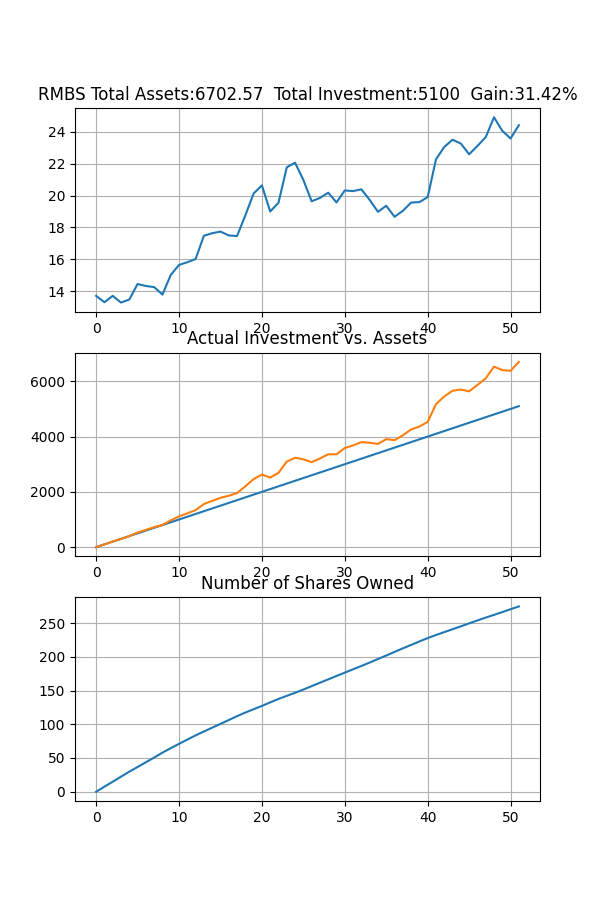 RMBS Total Assets:6702.57  Total Investment:5100  Gain:31.42%
24
22
20
18
16
14
0 10 20 30 40 50
Actual Investment vs. Assets
6000
4000
2000
0
0 10 20 30 40 50
Number of Shares Owned
250
200
150
100
50
0
0 10 20 30 40 50